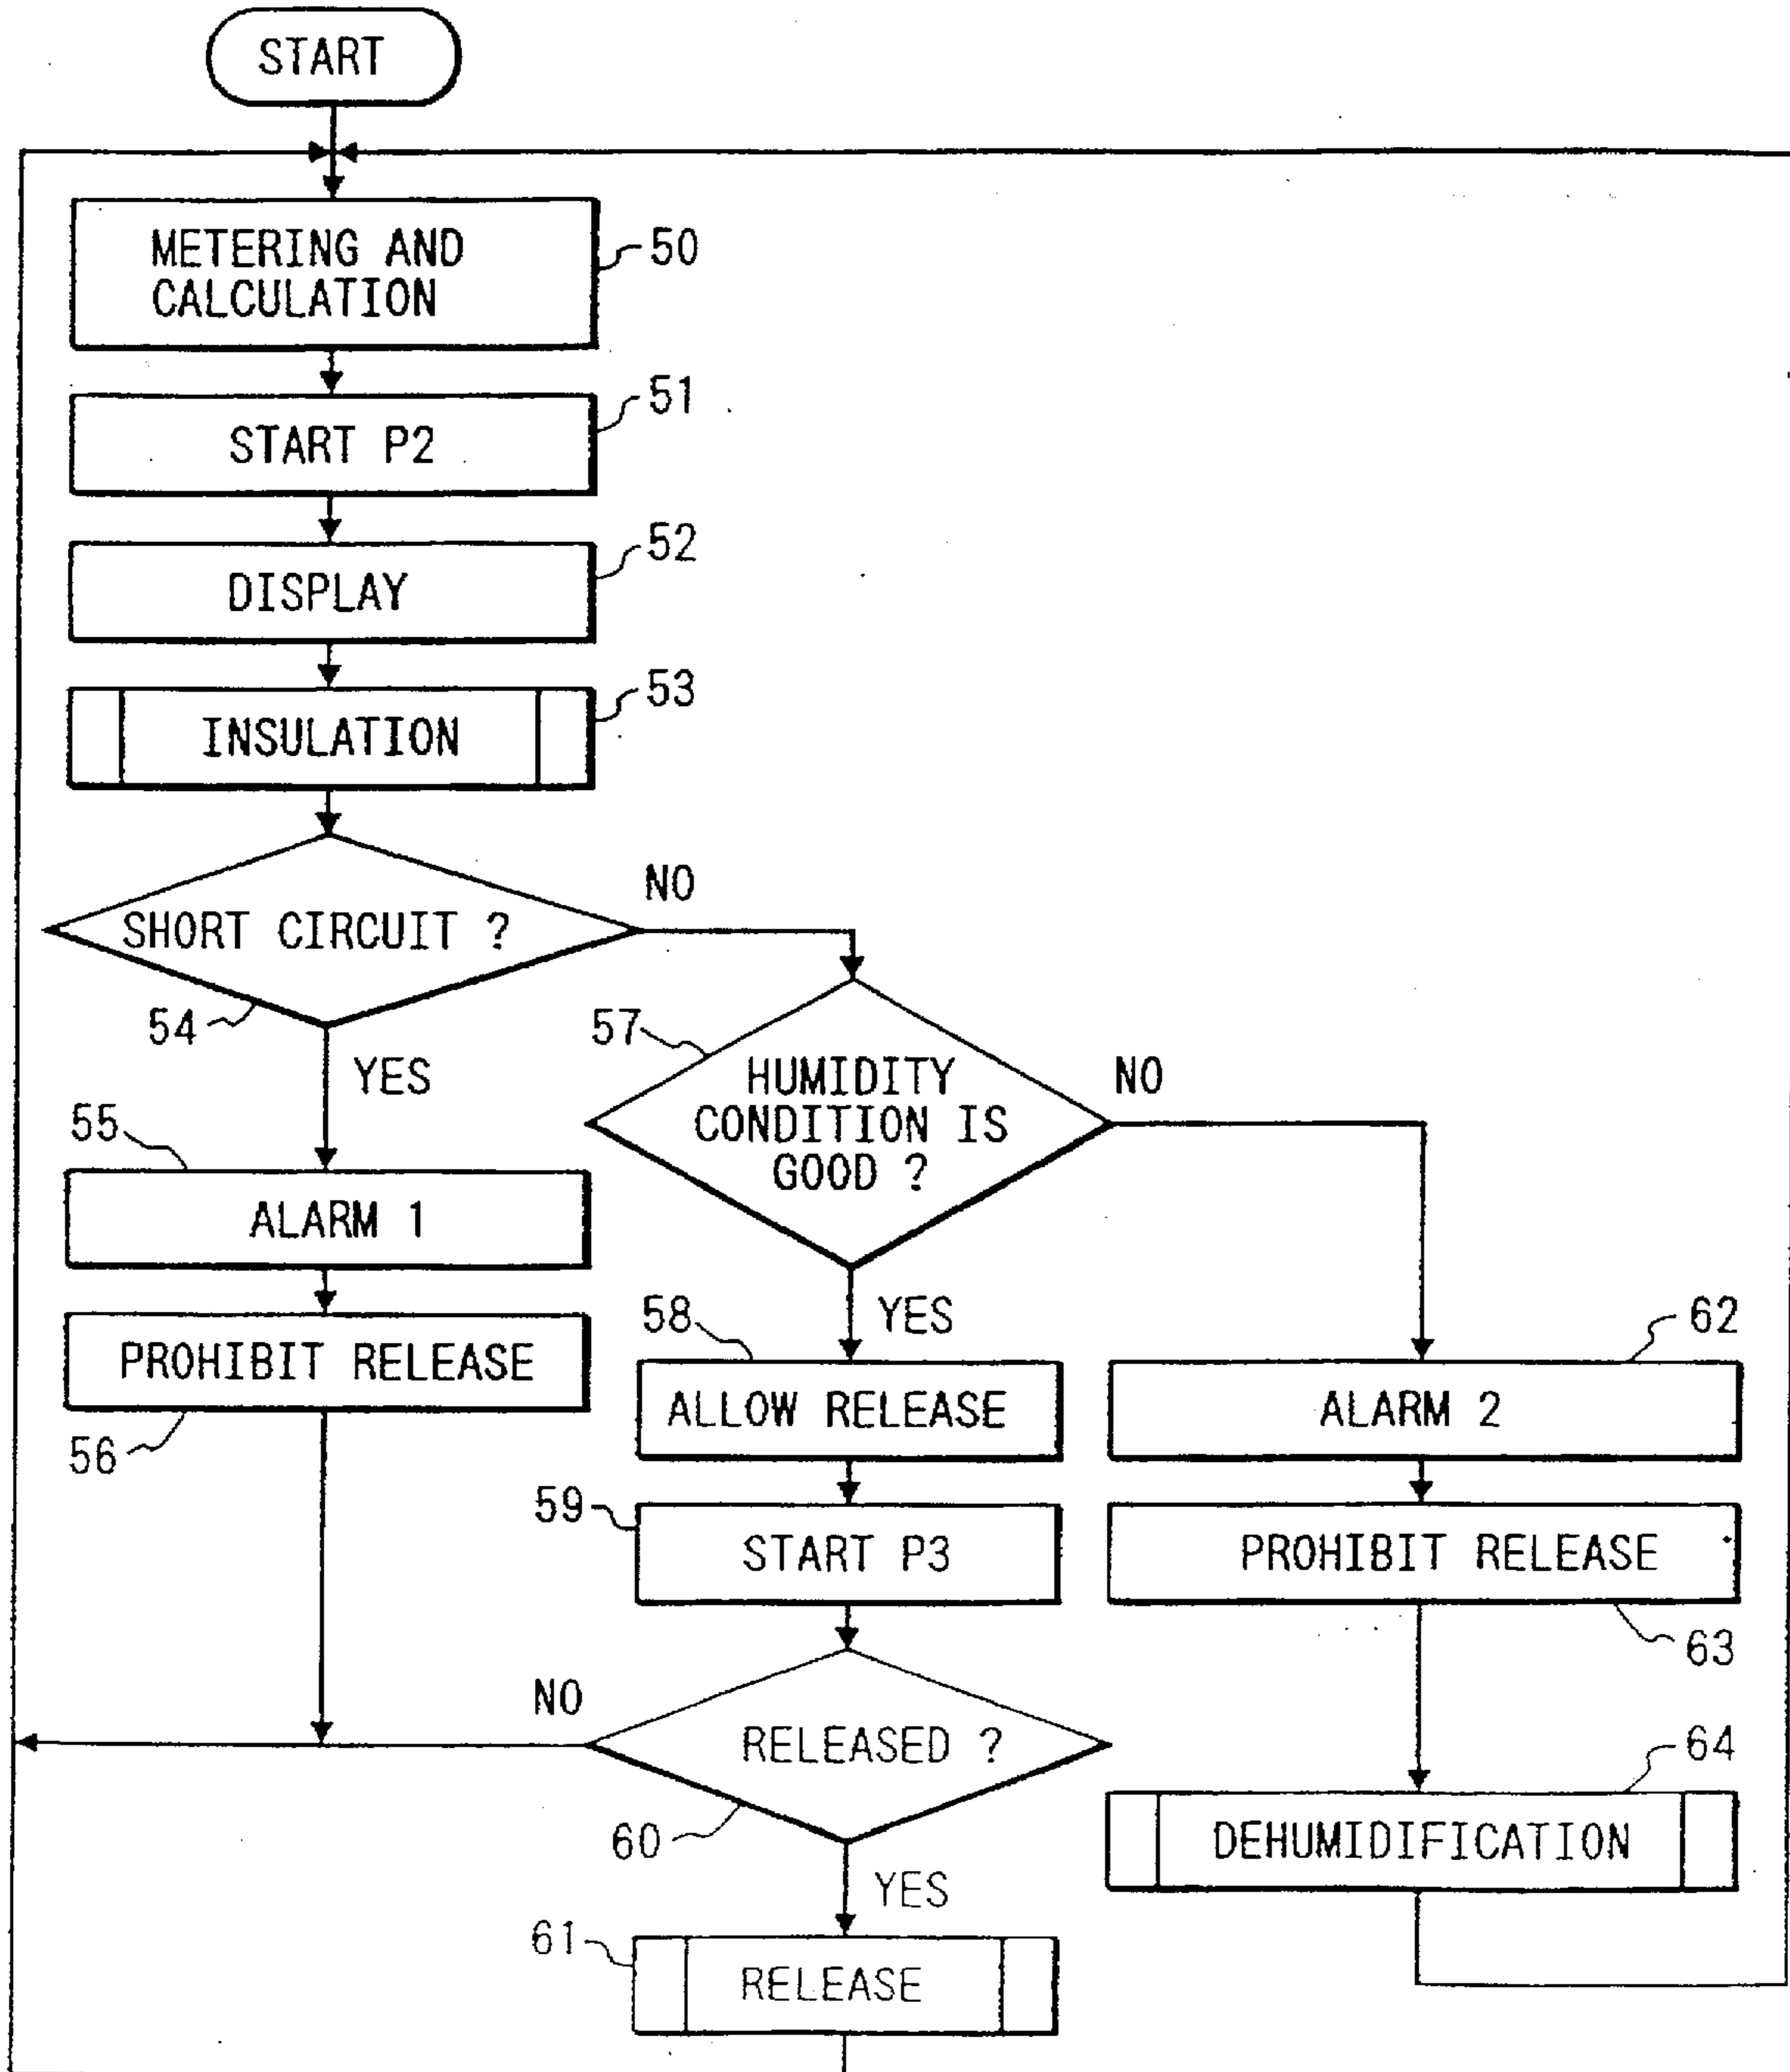 START
METERING AND
CALCULATION
50
START P2
51
DISPLAY
52
INSULATION
53
SHORT CIRCUIT ?
54
NO
YES
55
ALARM 1
PROHIBIT RELEASE
56
57
HUMIDITY
CONDITION IS
GOOD ?
NO
YES
58
ALLOW RELEASE
59
START P3
NO
RELEASED ?
60
YES
61
RELEASE
62
ALARM 2
PROHIBIT RELEASE
63
64
DEHUMIDIFICATION